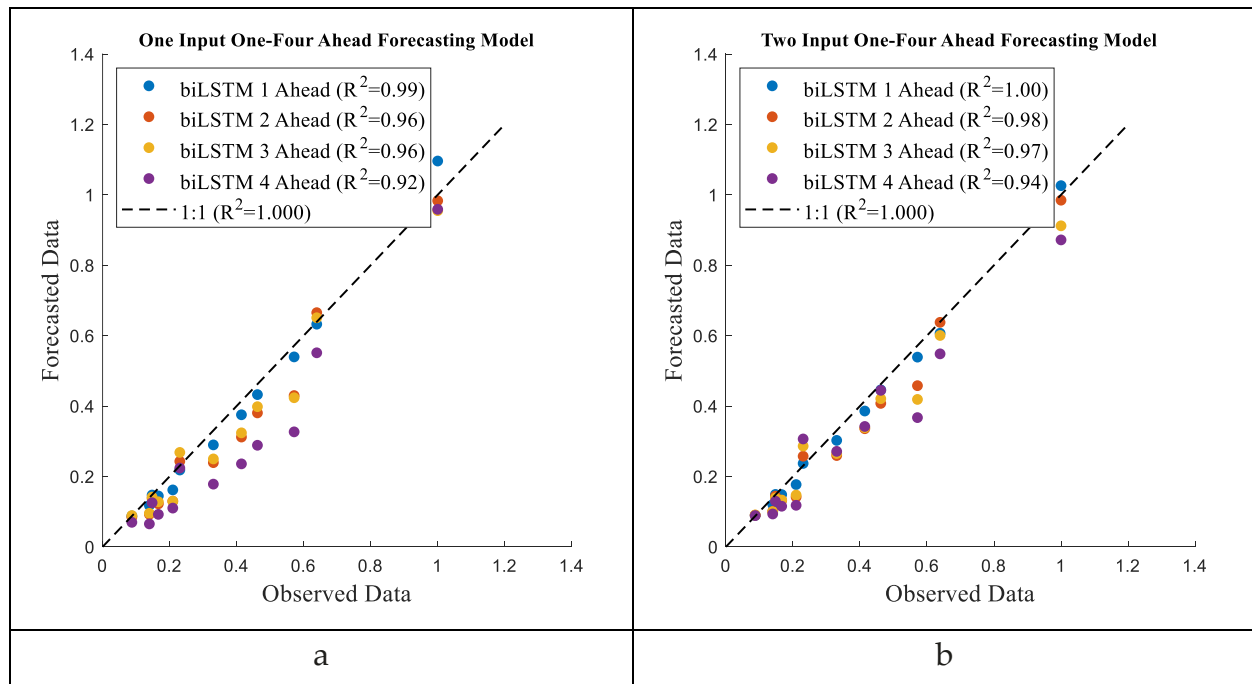 One Input One-Four Ahead Forecasting Model
1.4
1.2
1
0.8
0.6
0.4
0.2
0
Forecasted Data
biLSTM 1 Ahead (R²=0.99)
biLSTM 2 Ahead (R²=0.96)
biLSTM 3 Ahead (R²=0.96)
biLSTM 4 Ahead (R²=0.92)
1:1 (R²=1.000)
0 0.2 0.4 0.6 0.8 1 1.2 1.4
Observed Data
a
Two Input One-Four Ahead Forecasting Model
1.4
1.2
1
0.8
0.6
0.4
0.2
0
Forecasted Data
biLSTM 1 Ahead (R²=1.00)
biLSTM 2 Ahead (R²=0.98)
biLSTM 3 Ahead (R²=0.97)
biLSTM 4 Ahead (R²=0.94)
1:1 (R²=1.000)
0 0.2 0.4 0.6 0.8 1 1.2 1.4
Observed Data
b